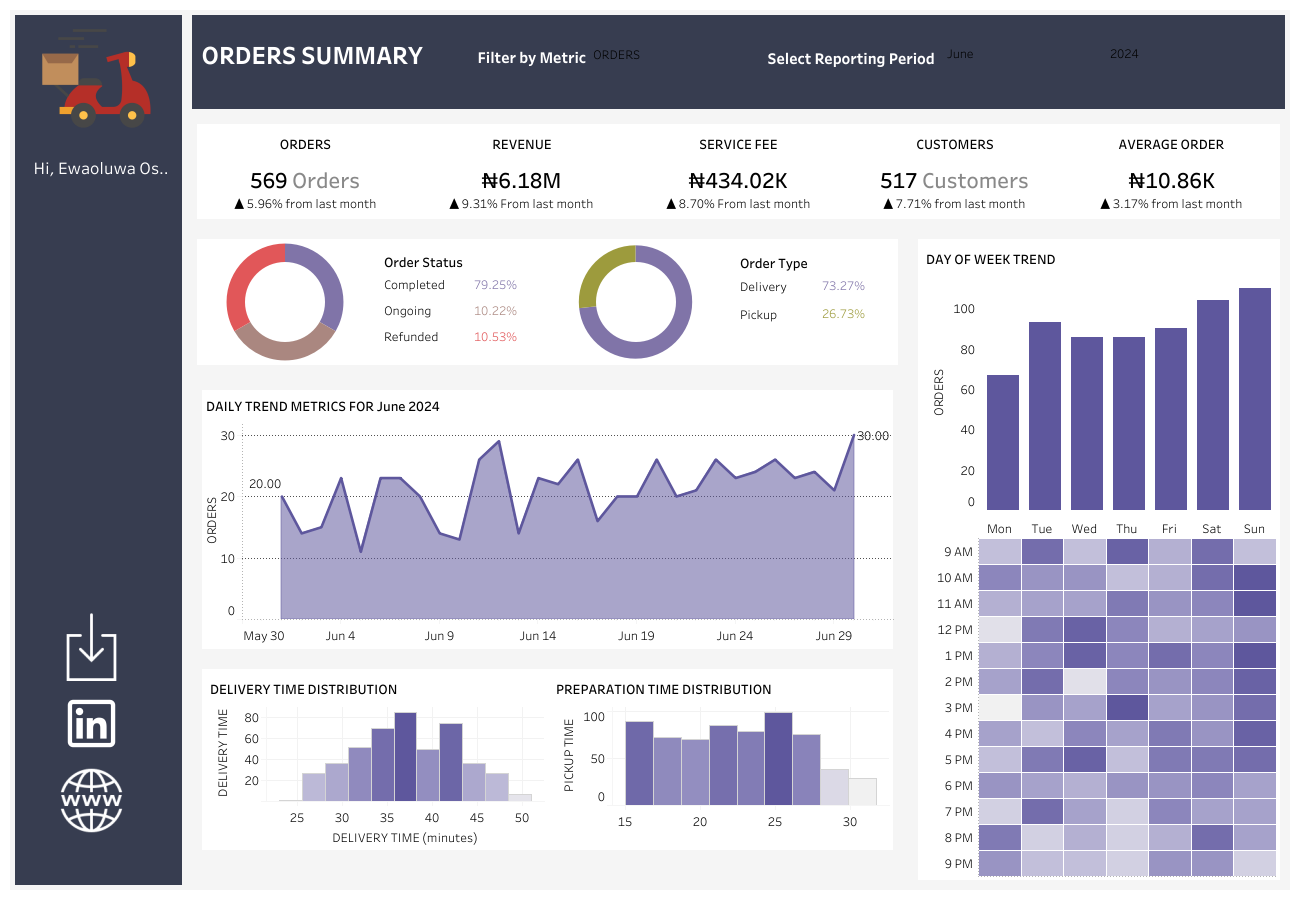 ORDERS SUMMARY
Filter by Metric ORDERS
Select Reporting Period June 2024
Hi, Ewaoluwa Os..
ORDERS
569 Orders
▲ 5.96% from last month
REVENUE
₦6.18M
▲ 9.31% From last month
SERVICE FEE
₦434.02K
▲ 8.70% From last month
CUSTOMERS
517 Customers
▲ 7.71% from last month
AVERAGE ORDER
₦10.86K
▲ 3.17% from last month
Order Status
Completed 79.25%
Ongoing 10.22%
Refunded 10.53%
Order Type
Delivery 73.27%
Pickup 26.73%
DAILY TREND METRICS FOR June 2024
ORDERS
30
20
10
0
20.00
30.00
May 30 Jun 4 Jun 9 Jun 14 Jun 19 Jun 24 Jun 29
DELIVERY TIME DISTRIBUTION
DELIVERY TIME
80
60
40
20
25 30 35 40 45 50
DELIVERY TIME (minutes)
PREPARATION TIME DISTRIBUTION
PICKUP TIME
100
50
0
15 20 25 30
DAY OF WEEK TREND
ORDERS
100
80
60
40
20
0
Mon Tue Wed Thu Fri Sat Sun
9 AM
10 AM
11 AM
12 PM
1 PM
2 PM
3 PM
4 PM
5 PM
6 PM
7 PM
8 PM
9 PM
in
www